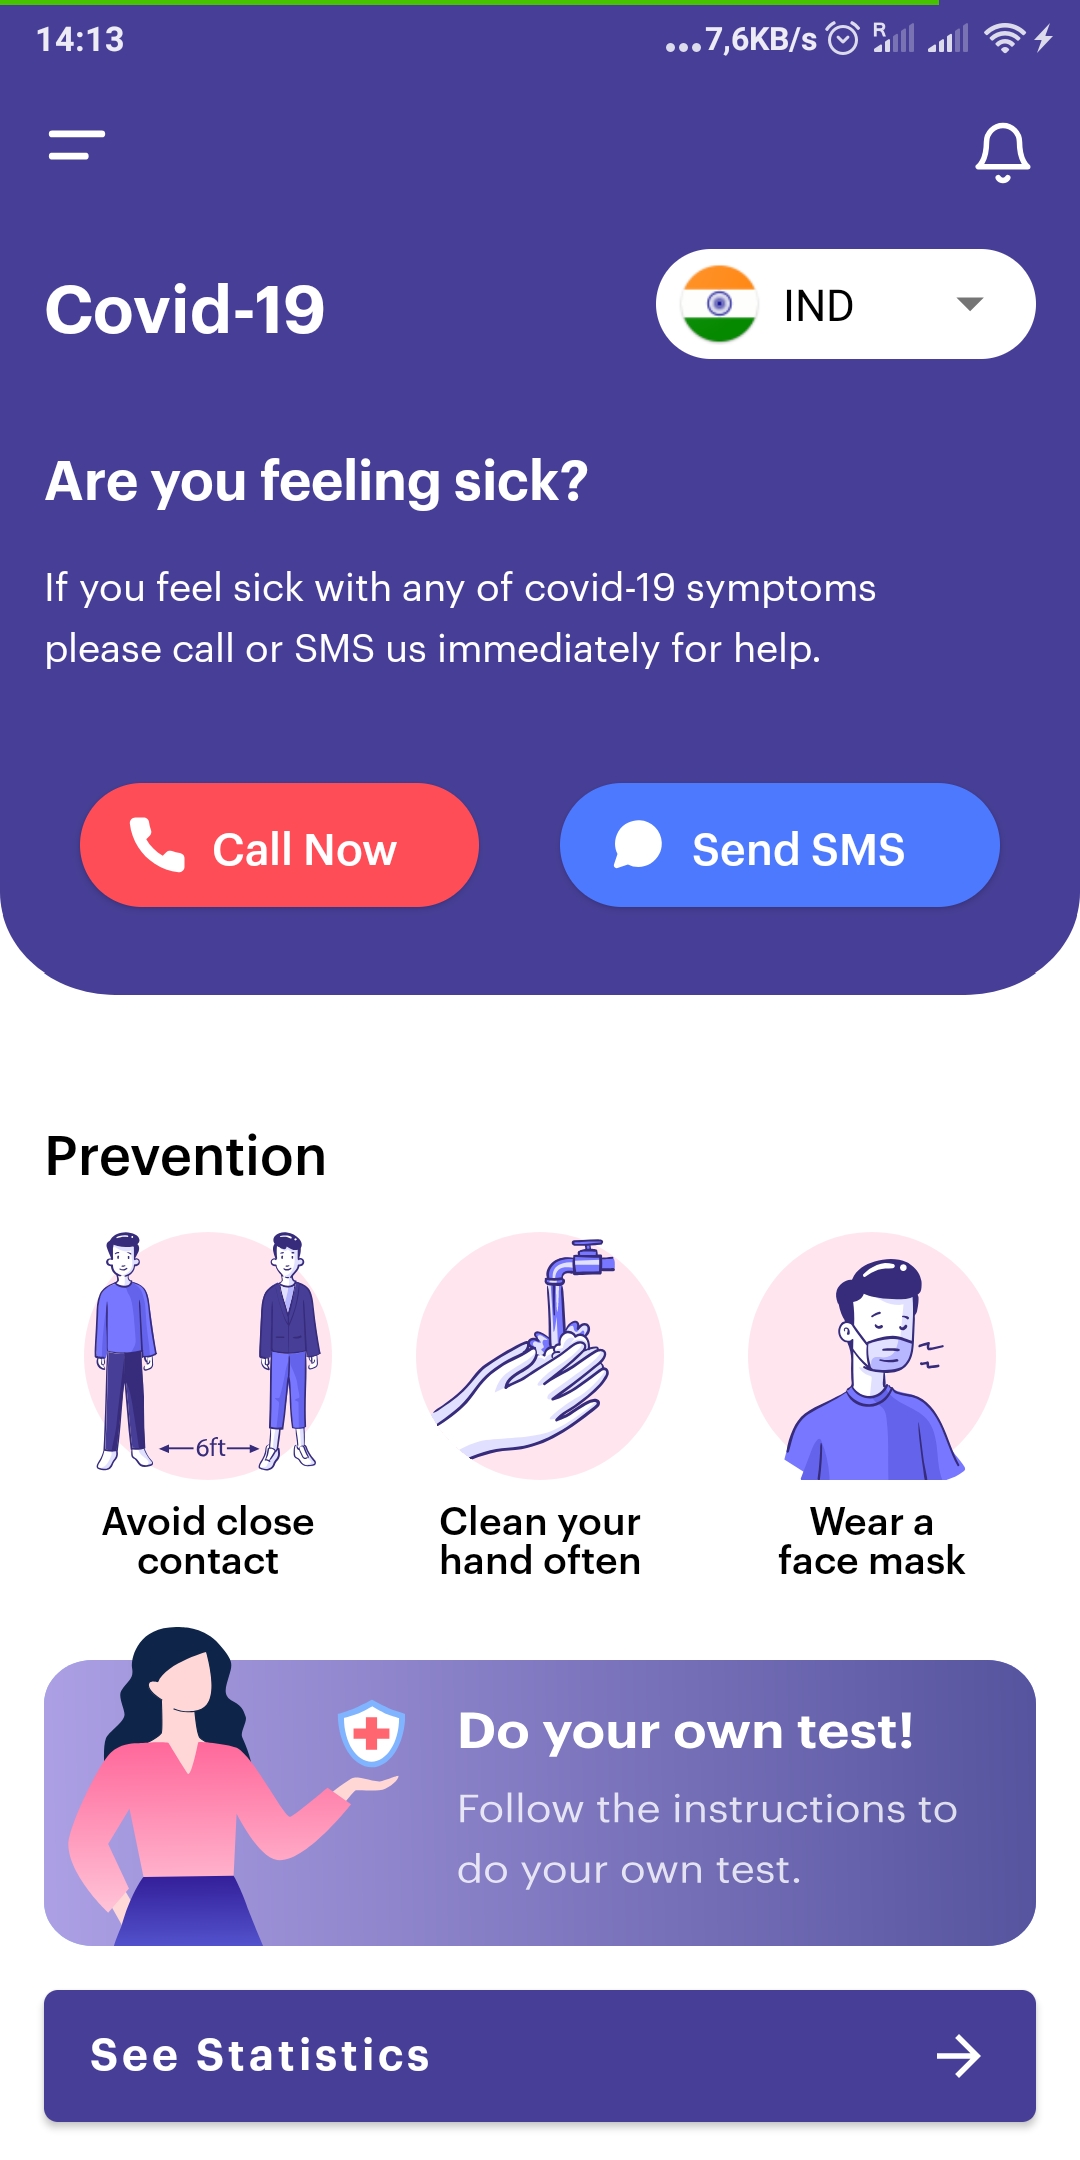 14:13
...7,6KB/s
R
Covid-19
IND
Are you feeling sick?
If you feel sick with any of covid-19 symptoms
please call or SMS us immediately for help.
Call Now
Send SMS
Prevention
6ft
Avoid close
contact
Clean your
hand often
Wear a
face mask
Do your own test!
Follow the instructions to
do your own test.
See Statistics